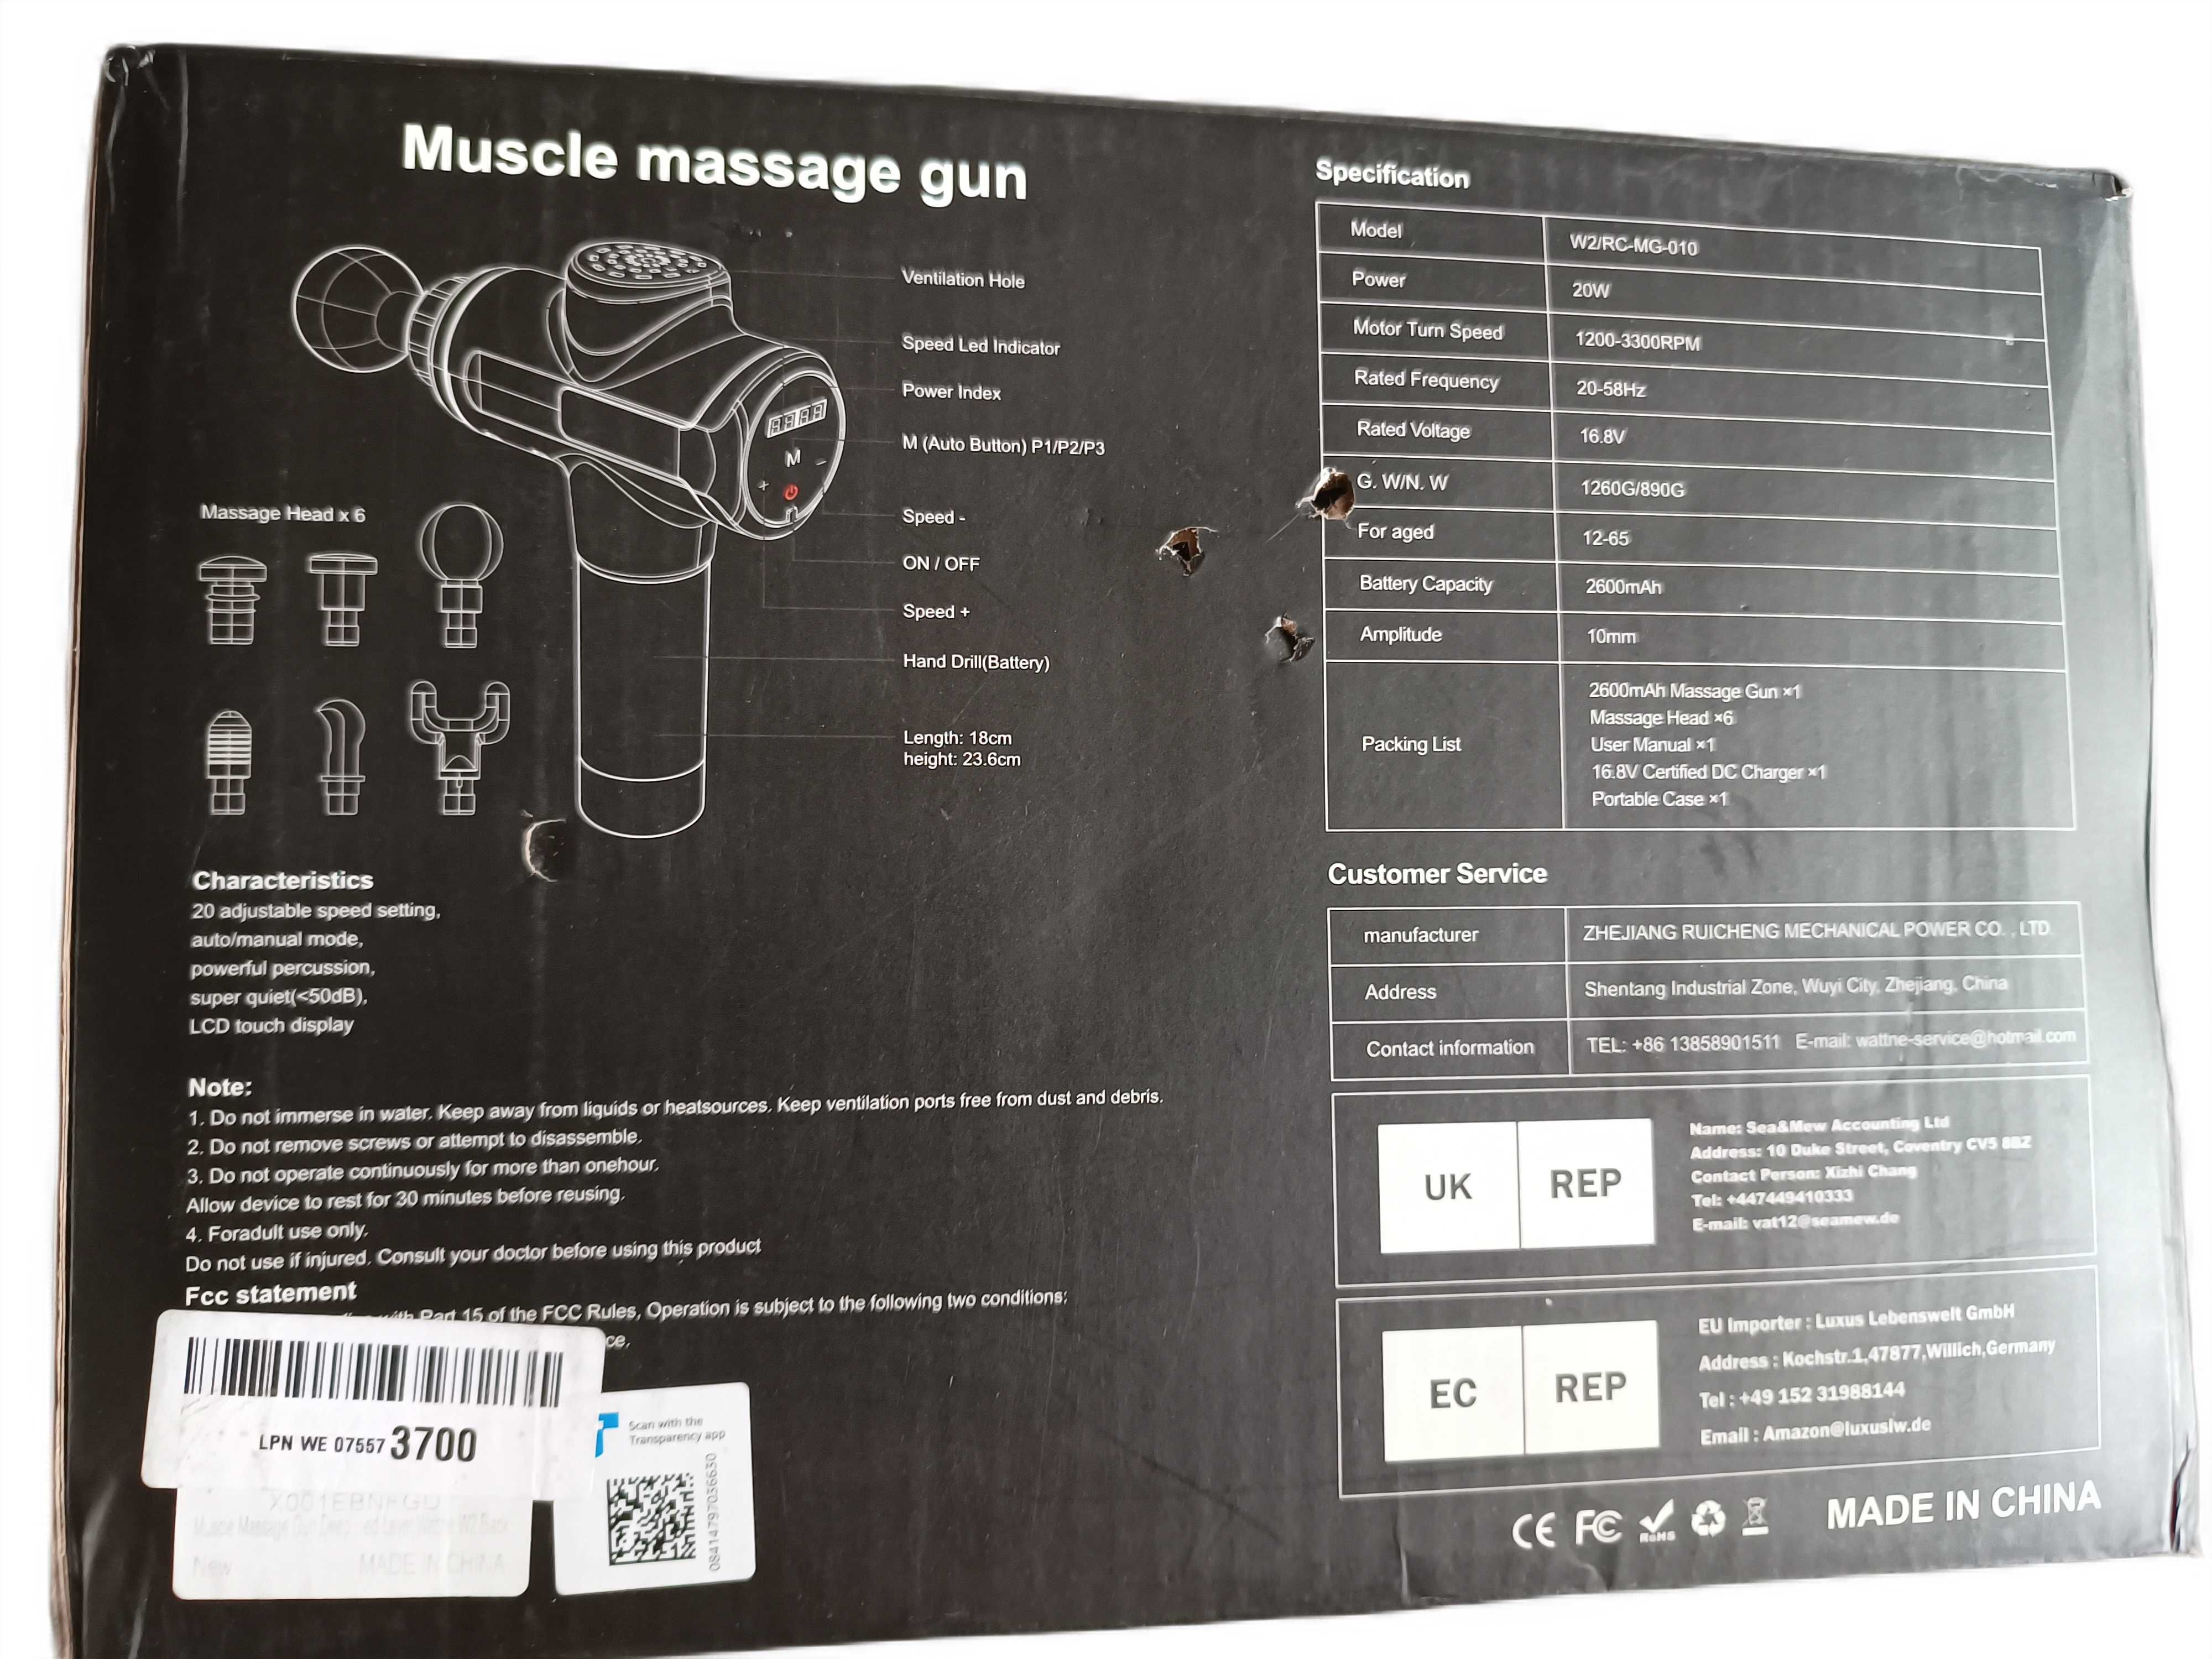 Muscle massage gun
Ventilation Hole
Speed Led Indicator
Power Index
M (Auto Button) P1/P2/P3
Speed -
ON / OFF
Speed +
Hand Drill(Battery)
Length: 18cm
height: 23.6cm
8888
M
-
+
Massage Head x 6
Characteristics
20 adjustable speed setting,
auto/manual mode,
powerful percussion,
super quiet(<50dB),
LCD touch display
Note:
1. Do not immerse in water. Keep away from liquids or heatsources. Keep ventilation ports free from dust and debris.
2. Do not remove screws or attempt to disassemble.
3. Do not operate continuously for more than onehour.
Allow device to rest for 30 minutes before reusing.
4. Foradult use only.
Do not use if injured. Consult your doctor before using this product
Fcc statement
with Part 15 of the FCC Rules, Operation is subject to the following two conditions:
ce.
LPN WE 07557 3700
X001EBNFGD
Muscle Massage Gun W2 Black
New MADE IN CHINA
Scan with the
Transparency app
0841479703663​0
Specification
Model W2/RC-MG-010
Power 20W
Motor Turn Speed 1200-3300RPM
Rated Frequency 20-58Hz
Rated Voltage 16.8V
G. W/N. W 1260G/890G
For aged 12-65
Battery Capacity 2600mAh
Amplitude 10mm
Packing List
2600mAh Massage Gun ×1
Massage Head ×6
User Manual ×1
16.8V Certified DC Charger ×1
Portable Case ×1
Customer Service
manufacturer ZHEJIANG RUICHENG MECHANICAL POWER CO. , LTD
Address Shentang Industrial Zone, Wuyi City, Zhejiang, China
Contact information TEL: +86 13858901511 E-mail: wattne-service@hotmail.com
UK REP
Name: Sea&Mew Accounting Ltd
Address: 10 Duke Street, Coventry CV5 8BZ
Contact Person: Xizhi Chang
Tel: +447449410333
E-mail: vat12@seamew.de
EC REP
EU Importer : Luxus Lebenswelt GmbH
Address : Kochstr.1,47877,Willich,Germany
Tel : +49 152 31988144
Email : Amazon@luxuslw.de
CE FC RoHS
MADE IN CHINA